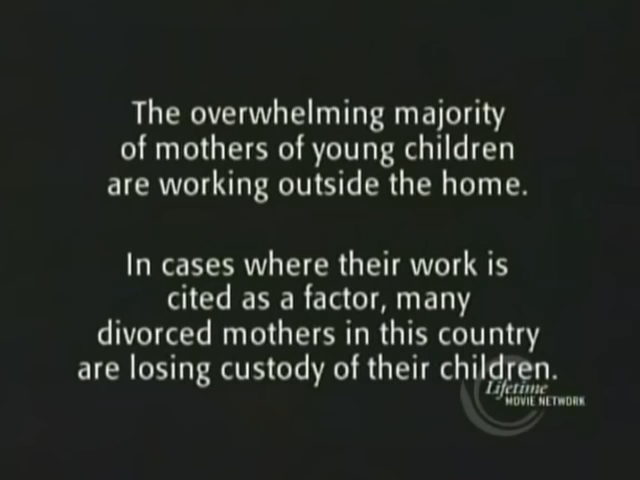 The overwhelming majority
of mothers of young children
are working outside the home.
In cases where their work is
cited as a factor, many
divorced mothers in this country
are losing custody of their children.
Lifetime
MOVIE NETWORK